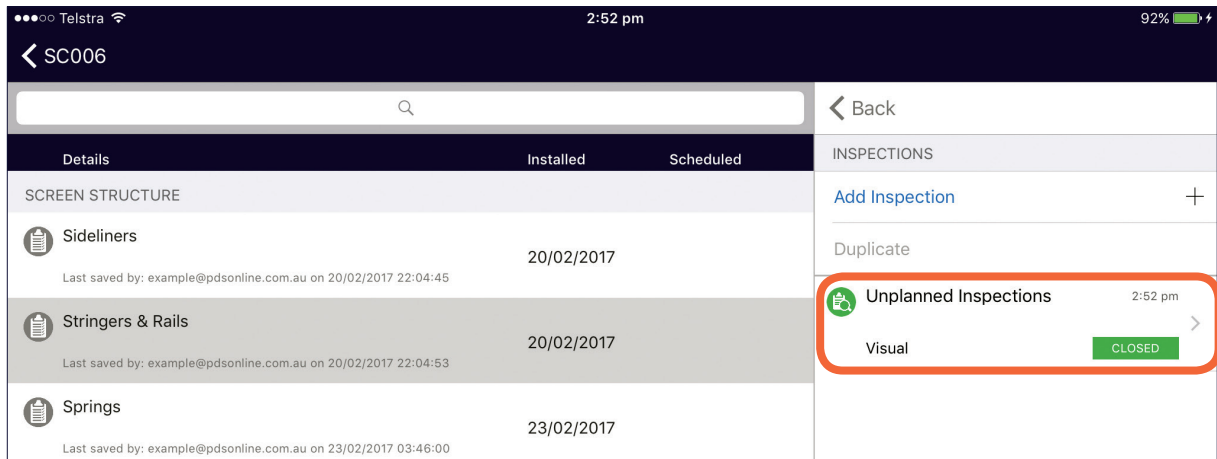 Telstra 2:52 pm 92%
SC006
Back
Details Installed Scheduled
INSPECTIONS
SCREEN STRUCTURE
Add Inspection
Sideliners
20/02/2017
Last saved by: example@pdsonline.com.au on 20/02/2017 22:04:45
Duplicate
Stringers & Rails
20/02/2017
Last saved by: example@pdsonline.com.au on 20/02/2017 22:04:53
Springs
23/02/2017
Last saved by: example@pdsonline.com.au on 23/02/2017 03:46:00
Unplanned Inspections 2:52 pm
Visual CLOSED